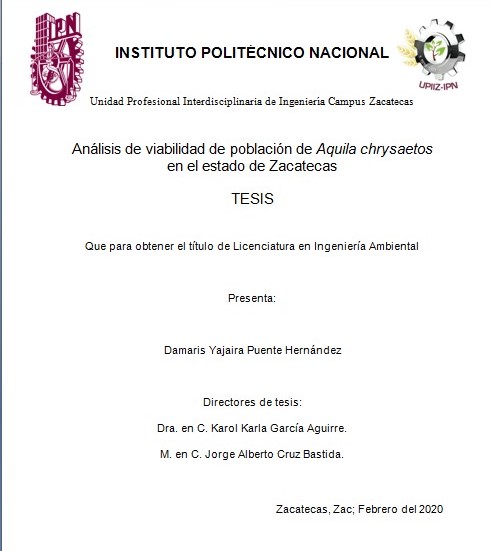 IPN
INSTITUTO POLITÉCNICO NACIONAL
UPIIZ-IPN
Unidad Profesional Interdisciplinaria de Ingeniería Campus Zacatecas
Análisis de viabilidad de población de Aquila chrysaetos
en el estado de Zacatecas
TESIS
Que para obtener el título de Licenciatura en Ingeniería Ambiental
Presenta:
Damaris Yajaira Puente Hernández
Directores de tesis:
Dra. en C. Karol Karla García Aguirre.
M. en C. Jorge Alberto Cruz Bastida.
Zacatecas, Zac; Febrero del 2020